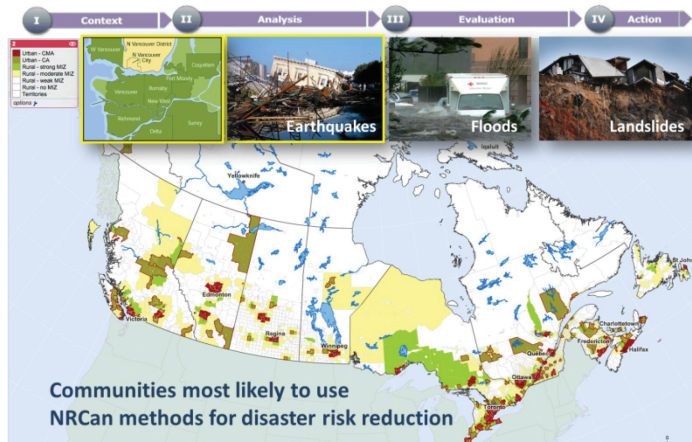 I Context II Analysis III Evaluation IV Action
2
Urban - CMA
Urban - CA
Rural - strong MIZ
Rural - moderate MIZ
Rural - weak MIZ
Rural - no MIZ
Territories
options
W Vancouver
N Vancouver District
N Vancouver
City
Coquitlam
Port Moody
Vancouver
Burnaby
New West
Richmond
Surrey
Delta
Earthquakes
Floods
Landslides
Iqaluit
Yellowknife
St John
Edmonton
Victoria
Regina
Winnipeg
Charlottetown
Fredericton
Quebec
Halifax
Ottawa
Toronto
Communities most likely to use
NRCan methods for disaster risk reduction